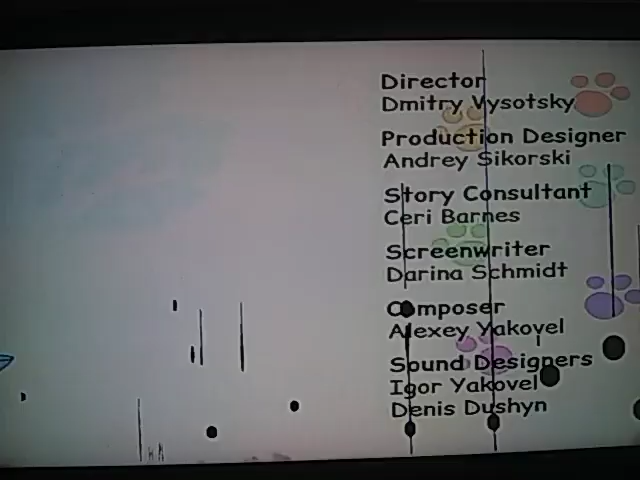 Director
Dmitry Vysotsky
Production Designer
Andrey Sikorski
Story Consultant
Ceri Barnes
Screenwriter
Darina Schmidt
Composer
Alexey Yakovel
Sound Designers
Igor Yakovel
Denis Dushyn